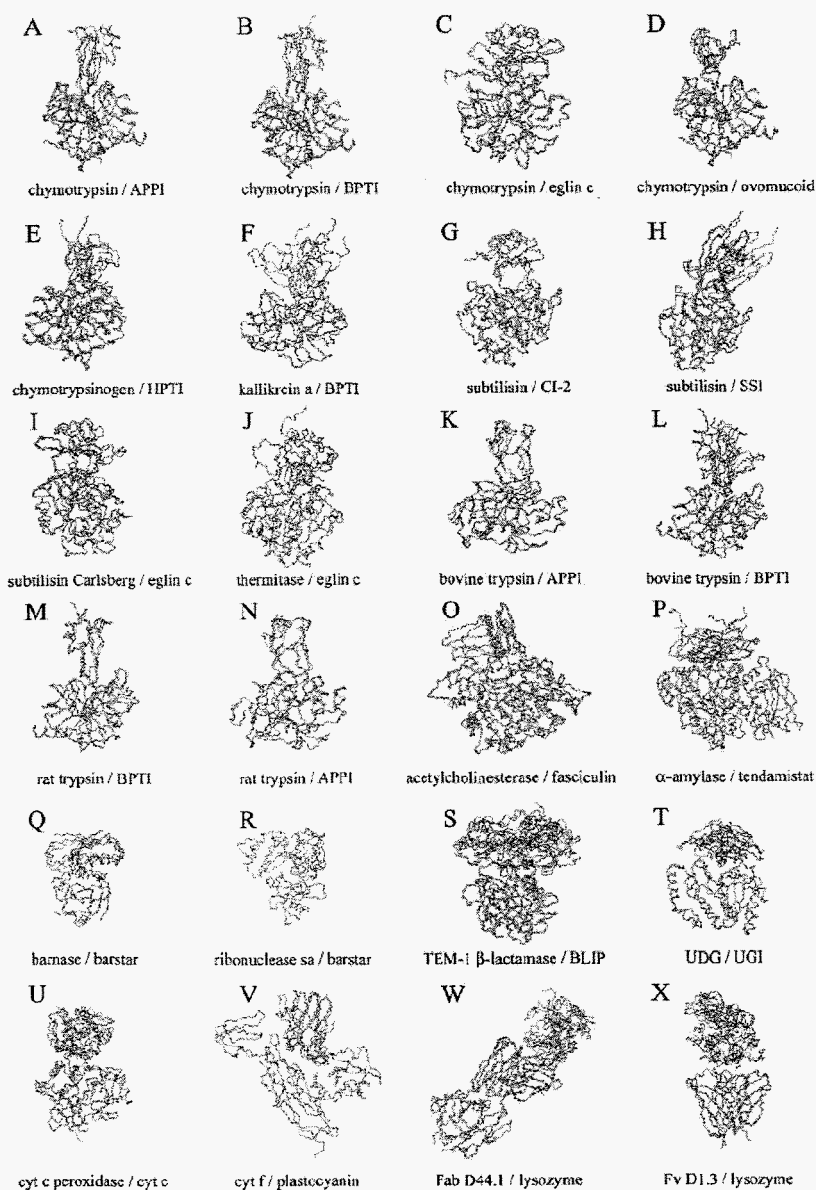 A B C D
chymotrypsin / APPI chymotrypsin / BPTI chymotrypsin / eglin c chymotrypsin / ovomucoid
E F G H
chymotrypsinogen / HPTI kallikrein a / BPTI subtilisin / CI-2 subtilisin / SSI
I J K L
subtilisin Carlsberg / eglin c thermitase / eglin c bovine trypsin / APPI bovine trypsin / BPTI
M N O P
rat trypsin / BPTI rat trypsin / APPI acetylcholinesterase / fasciculin α-amylase / tendamistat
Q R S T
barnase / barstar ribonuclease sa / barstar TEM-1 β-lactamase / BLIP UDG / UGI
U V W X
cyt c peroxidase / cyt c cyt f / plastocyanin Fab D44.1 / lysozyme Fv D1.3 / lysozyme